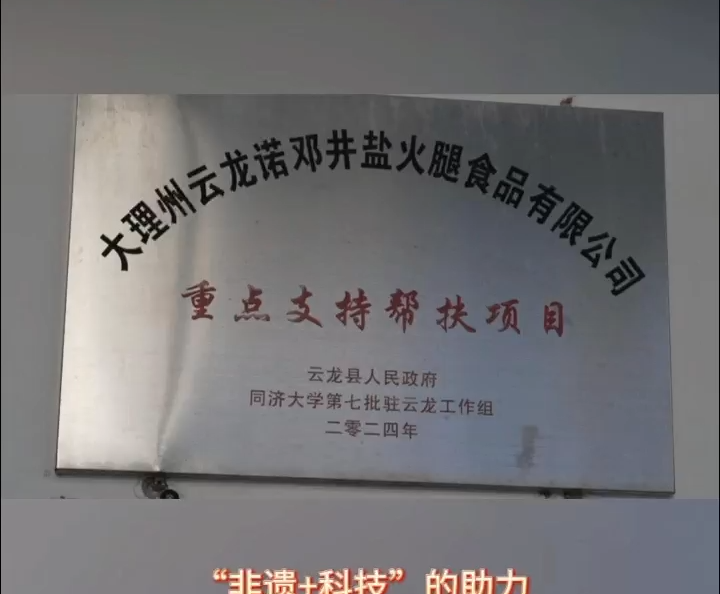 大理州云龙诺邓井盐火腿食品有限公司
重点支持帮扶项目
云龙县人民政府
同济大学第七批驻云龙工作组
二零二四年
“非遗+科技”的助力